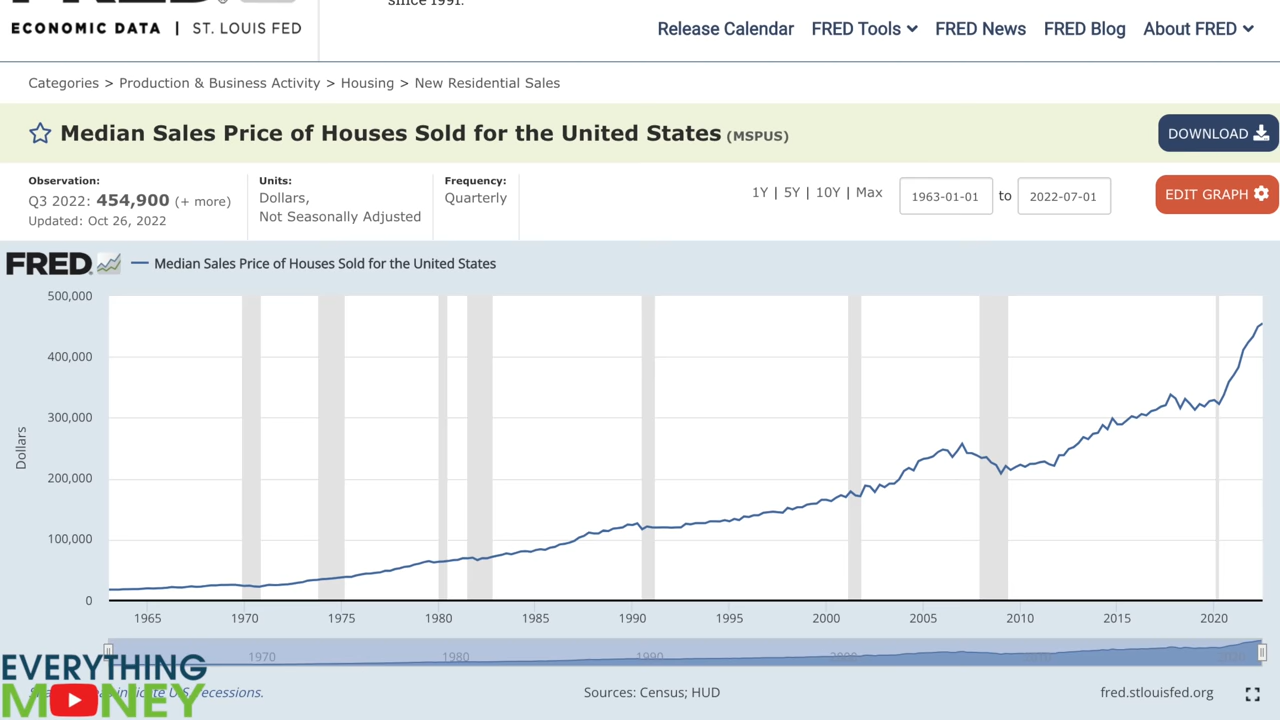 since 1991.
ECONOMIC DATA | ST. LOUIS FED
Release Calendar FRED Tools FRED News FRED Blog About FRED
Categories > Production & Business Activity > Housing > New Residential Sales
Median Sales Price of Houses Sold for the United States (MSPUS)
DOWNLOAD
Observation:
Q3 2022: 454,900 (+ more)
Updated: Oct 26, 2022
Units:
Dollars,
Not Seasonally Adjusted
Frequency:
Quarterly
1Y | 5Y | 10Y | Max
1963-01-01 to 2022-07-01
EDIT GRAPH
FRED
Median Sales Price of Houses Sold for the United States
500,000
400,000
300,000
200,000
100,000
0
Dollars
1965 1970 1975 1980 1985 1990 1995 2000 2005 2010 2015 2020
1970 1980 1990 2000
EVERYTHING
MONEY
indicate U.S. recessions.
Sources: Census; HUD
fred.stlouisfed.org